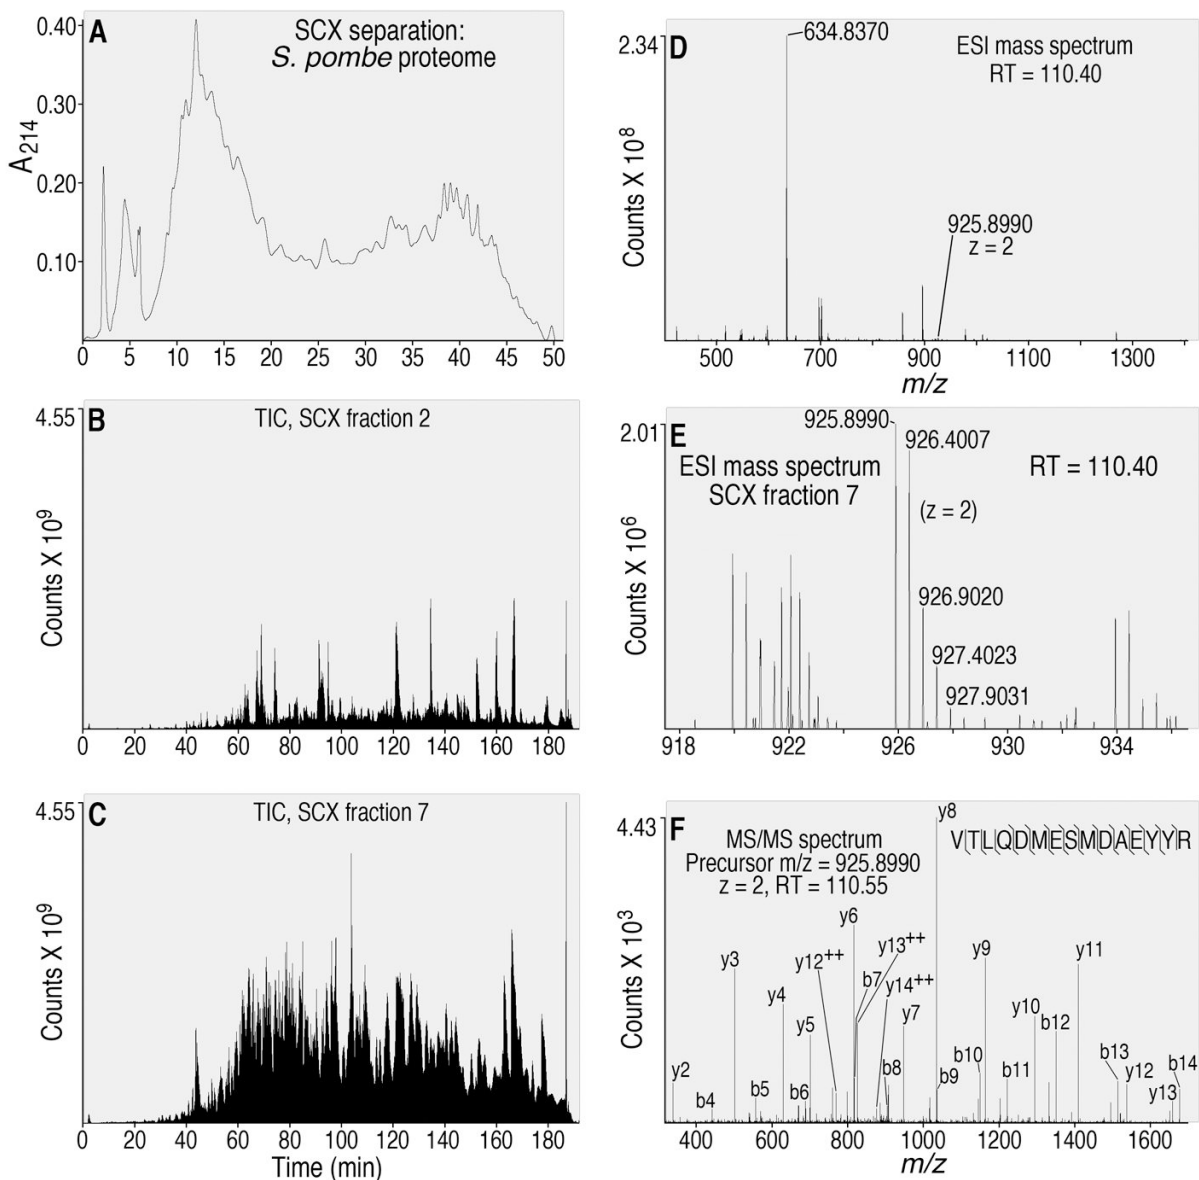 A
SCX separation:
S. pombe proteome
A214
0.40
0.30
0.20
0.10
0 5 10 15 20 25 30 35 40 45 50
B
TIC, SCX fraction 2
4.55
Counts X 10⁹
0 20 40 60 80 100 120 140 160 180
C
TIC, SCX fraction 7
4.55
Counts X 10⁹
0 20 40 60 80 100 120 140 160 180
Time (min)
D
2.34
634.8370
ESI mass spectrum
RT = 110.40
925.8990
z = 2
Counts X 10⁸
500 700 900 1100 1300
m/z
E
2.01
925.8990
926.4007
ESI mass spectrum
SCX fraction 7
RT = 110.40
(z = 2)
926.9020
927.4023
927.9031
Counts X 10⁶
918 922 926 930 934
F
4.43
y8
VTLQDMESMDAEYYR
MS/MS spectrum
Precursor m/z = 925.8990
z = 2, RT = 110.55
Counts X 10³
y2
b4
y3
b5
y4
b6
y5
y12++
y6
b7
y13++
y14++
b8
y7
b9
y9
b10
b11
y10
b12
y11
b13
y12
y13
b14
400 600 800 1000 1200 1400 1600
m/z